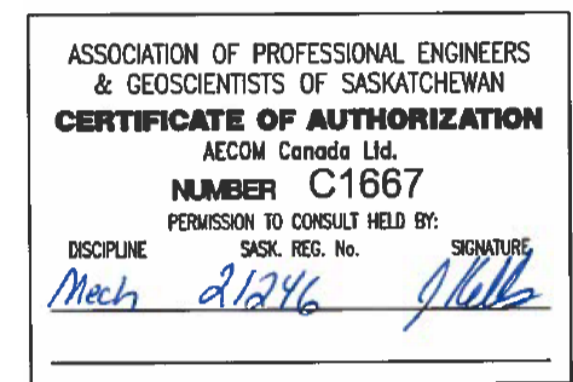 ASSOCIATION OF PROFESSIONAL ENGINEERS
& GEOSCIENTISTS OF SASKATCHEWAN
CERTIFICATE OF AUTHORIZATION
AECOM Canada Ltd.
NUMBER C1667
PERMISSION TO CONSULT HELD BY:
DISCIPLINE SASK. REG. No. SIGNATURE
Mech 21246